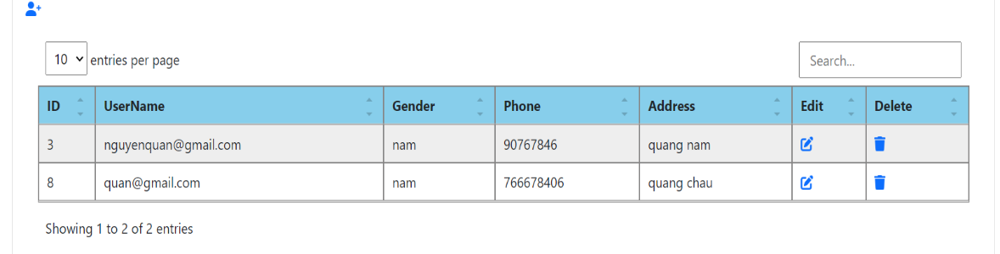 10 entries per page Search...
ID UserName Gender Phone Address Edit Delete
3 nguyenquan@gmail.com nam 90767846 quang nam
8 quan@gmail.com nam 766678406 quang chau
Showing 1 to 2 of 2 entries